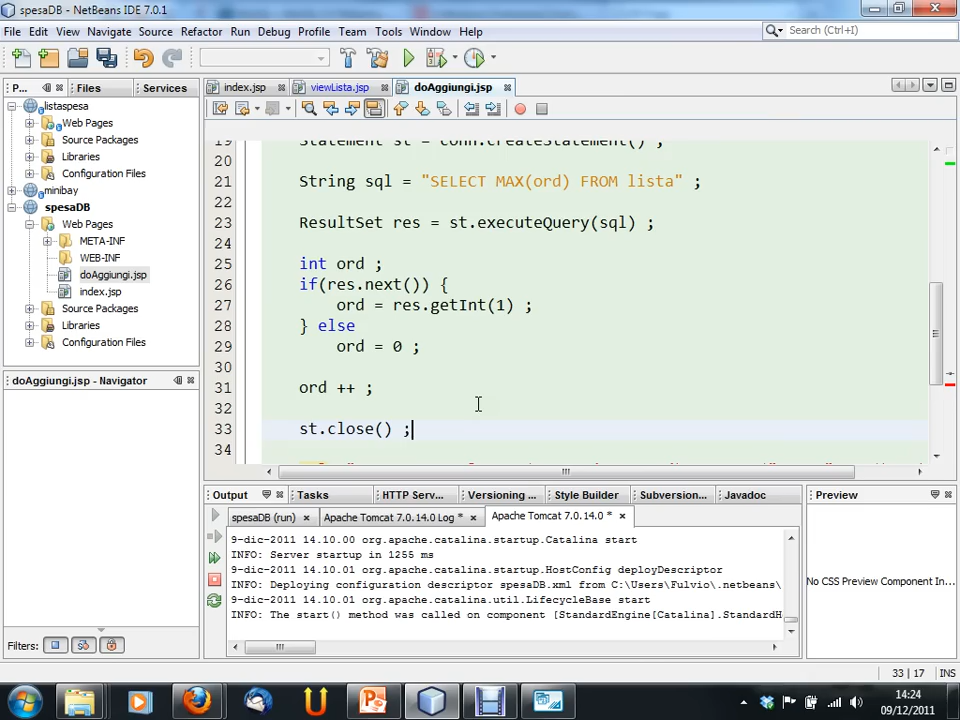 spesaDB - NetBeans IDE 7.0.1
File Edit View Navigate Source Refactor Run Debug Profile Team Tools Window Help
Search (Ctrl+I)
P... Files Services
index.jsp viewLista.jsp doAggiungi.jsp
listaspesa
Web Pages
Source Packages
Libraries
Configuration Files
minibay
spesaDB
Web Pages
META-INF
WEB-INF
doAggiungi.jsp
index.jsp
Source Packages
Libraries
Configuration Files
19 Statement st = conn.createStatement() ;
20
21 String sql = "SELECT MAX(ord) FROM lista" ;
22
23 ResultSet res = st.executeQuery(sql) ;
24
25 int ord ;
26 if(res.next()) {
27 ord = res.getInt(1) ;
28 } else
29 ord = 0 ;
30
31 ord ++ ;
32
33 st.close() ;
34
doAggiungi.jsp - Navigator
Filters:
Output Tasks HTTP Serv... Versioning ... Style Builder Subversion... Javadoc
spesaDB (run) Apache Tomcat 7.0.14.0 Log * Apache Tomcat 7.0.14.0 *
9-dic-2011 14.10.00 org.apache.catalina.startup.Catalina start
INFO: Server startup in 1255 ms
9-dic-2011 14.10.01 org.apache.catalina.startup.HostConfig deployDescriptor
INFO: Deploying configuration descriptor spesaDB.xml from C:\Users\Fulvio\.netbeans\
9-dic-2011 14.10.01 org.apache.catalina.util.LifecycleBase start
INFO: The start() method was called on component [StandardEngine[Catalina].StandardH
Preview
No CSS Preview Component In...
33 | 17 INS
14:24
09/12/2011